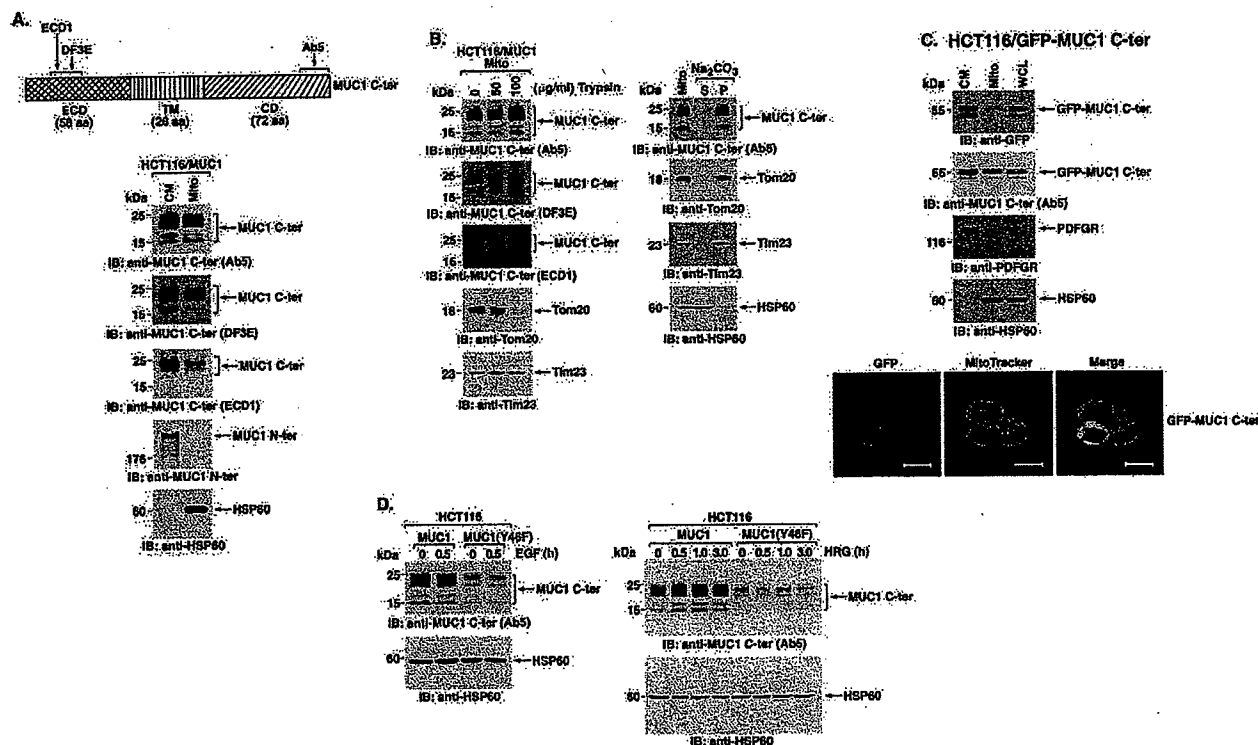 A.
ECD1
DF3E
Ab5
MUC1 C-ter
ECD TM CD
(58 aa) (28 aa) (72 aa)
HCT116/MUC1
kDa CM Mito
25
15
MUC1 C-ter
IB: anti-MUC1 C-ter (Ab5)
25
15
MUC1 C-ter
IB: anti-MUC1 C-ter (DF3E)
25
15
MUC1 C-ter
IB: anti-MUC1 C-ter (ECD1)
MUC1 N-ter
175
IB: anti-MUC1 N-ter
60
HSP60
IB: anti-HSP60
B.
HCT116/MUC1
Mito
kDa 0 50 100 (µg/ml) Trypsin
25
15
MUC1 C-ter
IB: anti-MUC1 C-ter (Ab5)
25
15
MUC1 C-ter
IB: anti-MUC1 C-ter (DF3E)
25
15
MUC1 C-ter
IB: anti-MUC1 C-ter (ECD1)
18
Tom20
IB: anti-Tom20
23
Tim23
IB: anti-Tim23
Na2CO3
kDa Mito S P
25
15
MUC1 C-ter
IB: anti-MUC1 C-ter (Ab5)
18
Tom20
IB: anti-Tom20
23
Tim23
IB: anti-Tim23
60
HSP60
IB: anti-HSP60
C. HCT116/GFP-MUC1 C-ter
kDa CM Mito WCL
55
GFP-MUC1 C-ter
IB: anti-GFP
55
GFP-MUC1 C-ter
IB: anti-MUC1 C-ter (Ab5)
116
PDFGR
IB: anti-PDFGR
60
HSP60
IB: anti-HSP60
GFP MitoTracker Merge
GFP-MUC1 C-ter
D.
HCT116
MUC1 MUC1(Y46F)
kDa 0 0.5 0 0.5 EGF (h)
25
15
MUC1 C-ter
IB: anti-MUC1 C-ter (Ab5)
60
HSP60
IB: anti-HSP60
HCT116
MUC1 MUC1(Y46F)
kDa 0 0.5 1.0 3.0 0 0.5 1.0 3.0 HRG (h)
25
15
MUC1 C-ter
IB: anti-MUC1 C-ter (Ab5)
60
HSP60
IB: anti-HSP60